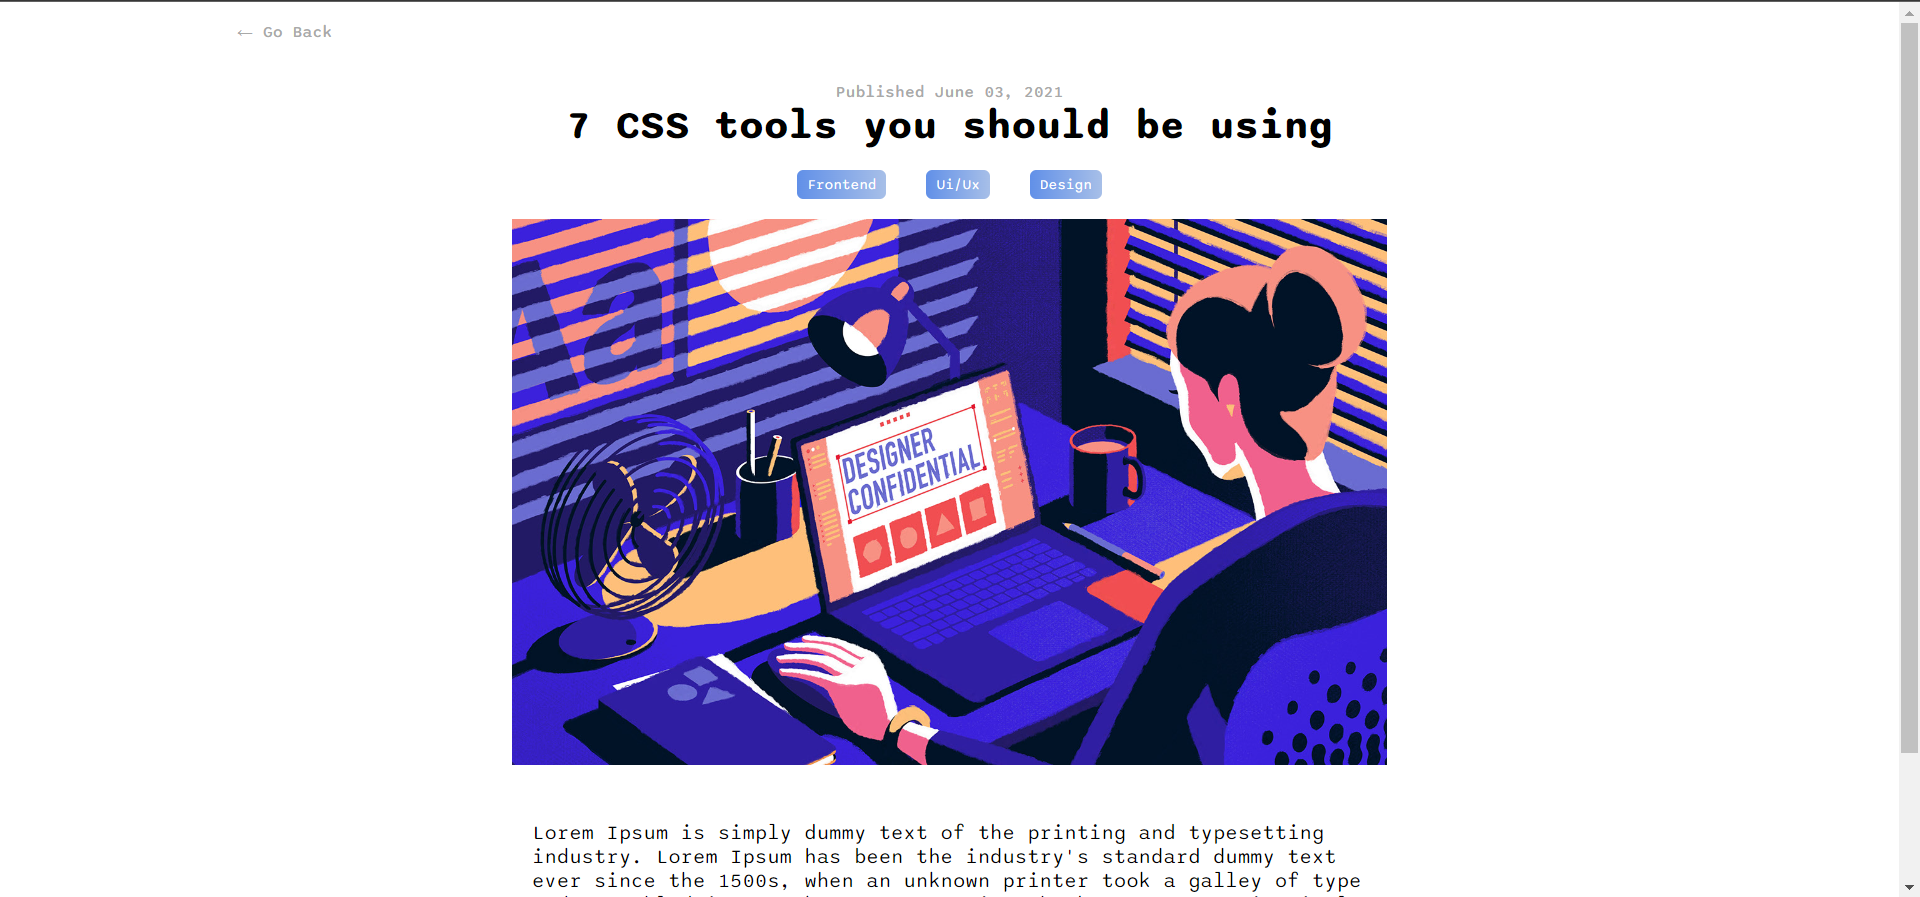 ← Go Back
Published June 03, 2021
7 CSS tools you should be using
Frontend Ui/Ux Design
Aa
DESIGNER
CONFIDENTIAL
Lorem Ipsum is simply dummy text of the printing and typesetting
industry. Lorem Ipsum has been the industry's standard dummy text
ever since the 1500s, when an unknown printer took a galley of type